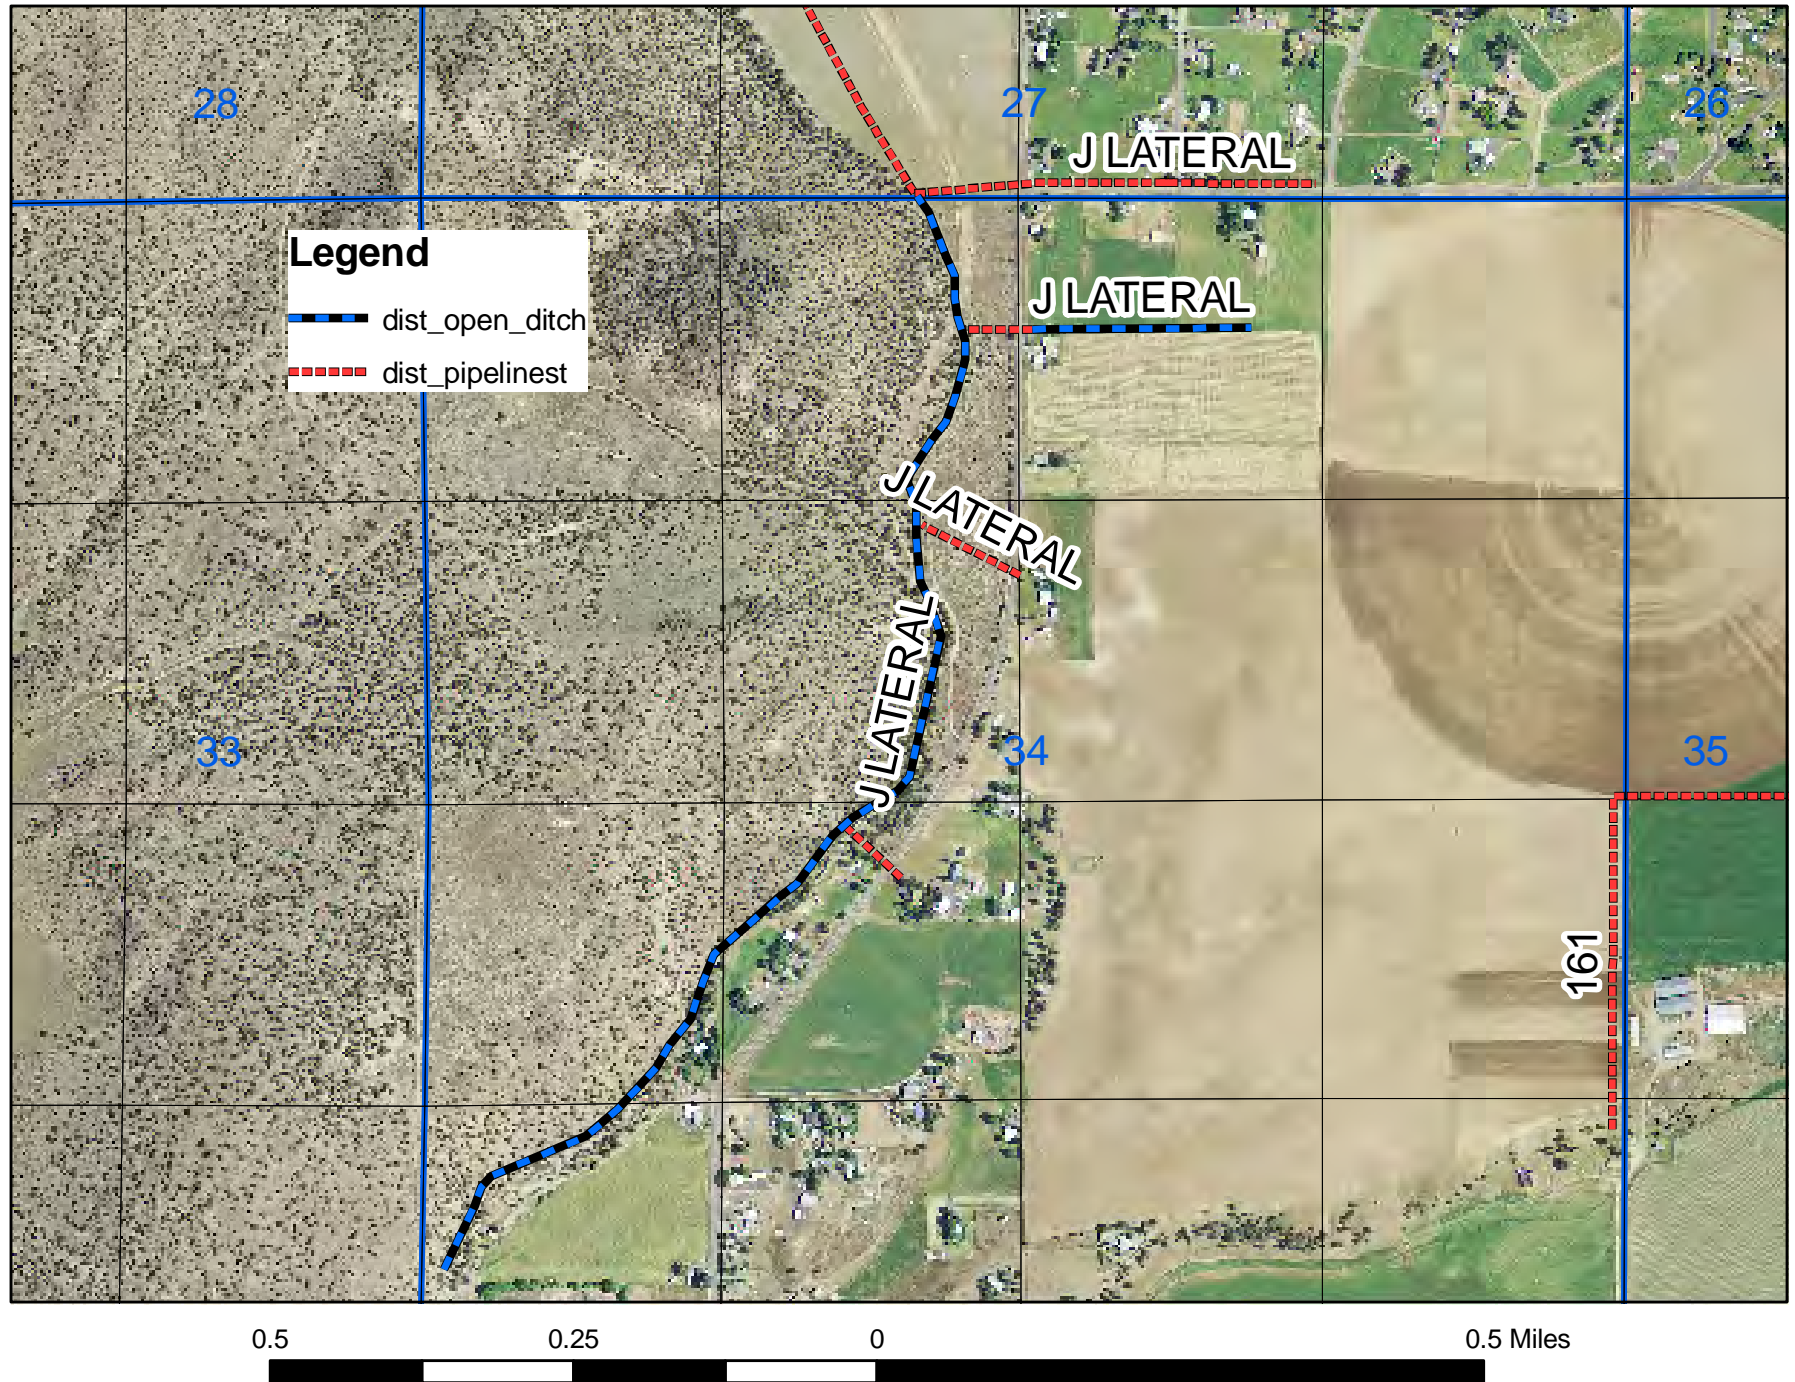 28
27
26
J LATERAL
Legend
dist_open_ditch
dist_pipelinest
J LATERAL
J LATERAL
J LATERAL
33
34
35
161
0.5
0.25
0
0.5 Miles